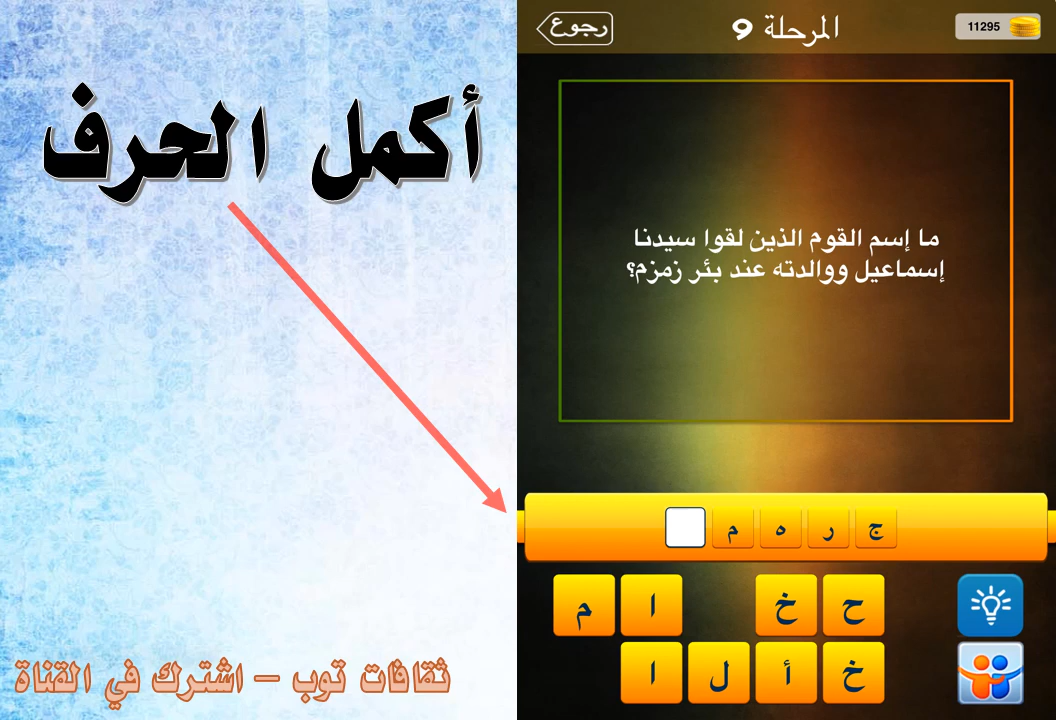 أكمل الحرف
ثقافات توب – اشترك في القناة
رجوع
المرحلة 9
11295
ما إسم القوم الذين لقوا سيدنا
إسماعيل ووالدته عند بئر زمزم؟
ج ر ه م
ح خ ا م
خ أ ل ا